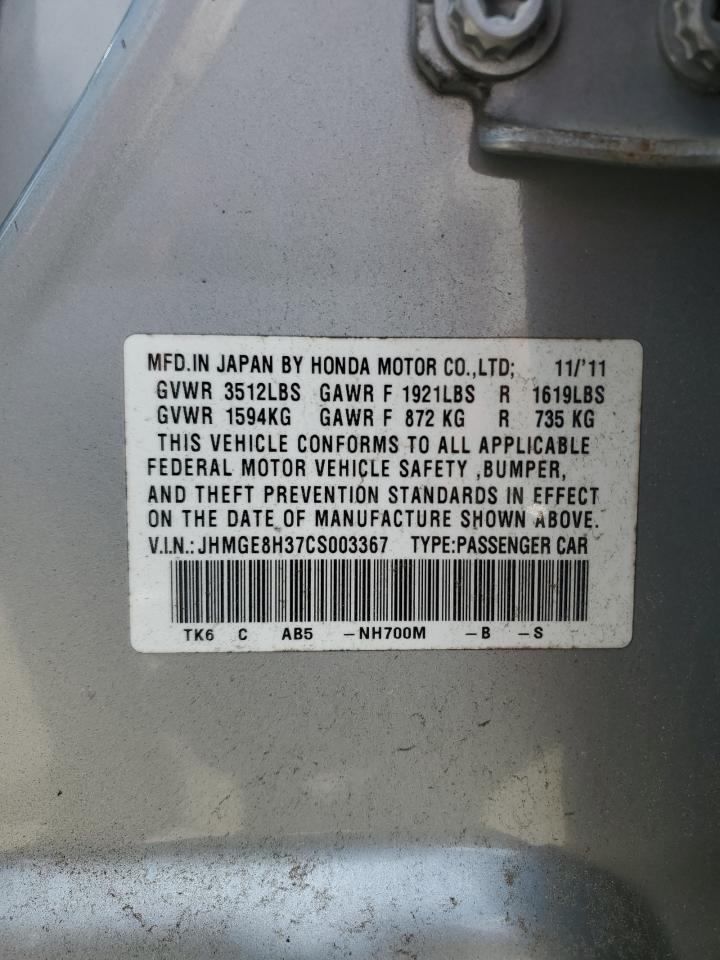 MFD.IN JAPAN BY HONDA MOTOR CO.,LTD; 11/'11
GVWR 3512LBS GAWR F 1921LBS R 1619LBS
GVWR 1594KG GAWR F 872 KG R 735 KG
THIS VEHICLE CONFORMS TO ALL APPLICABLE
FEDERAL MOTOR VEHICLE SAFETY ,BUMPER,
AND THEFT PREVENTION STANDARDS IN EFFECT
ON THE DATE OF MANUFACTURE SHOWN ABOVE.
V.I.N.: JHMGE8H37CS003367 TYPE:PASSENGER CAR
TK6 C AB5 -NH700M -B -S